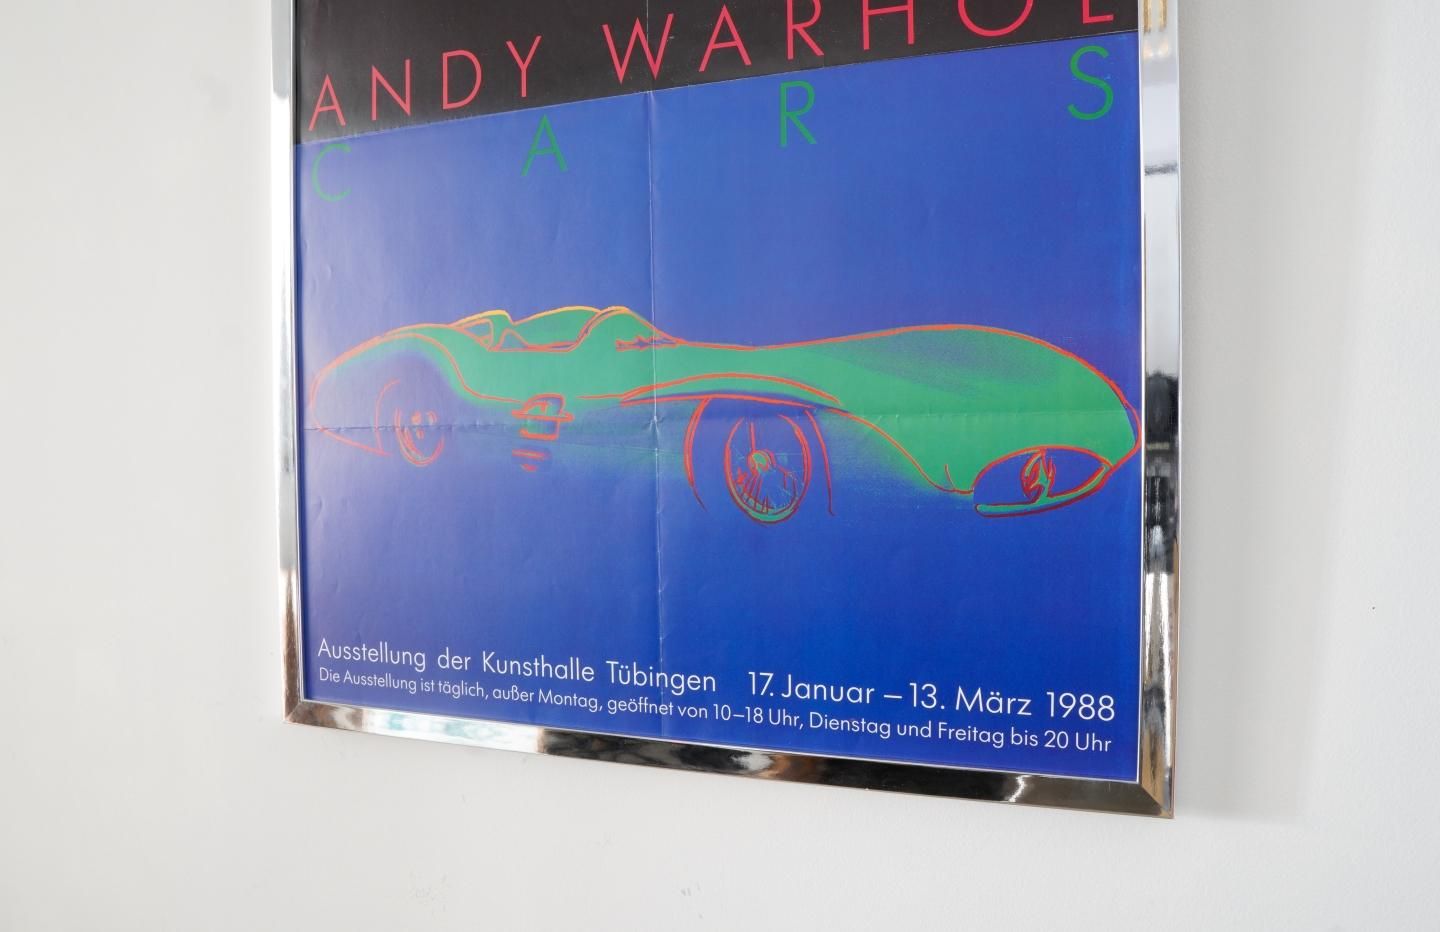 ANDY WARHOL
CARS
Ausstellung der Kunsthalle Tübingen 17. Januar – 13. März 1988
Die Ausstellung ist täglich, außer Montag, geöffnet von 10–18 Uhr, Dienstag und Freitag bis 20 Uhr